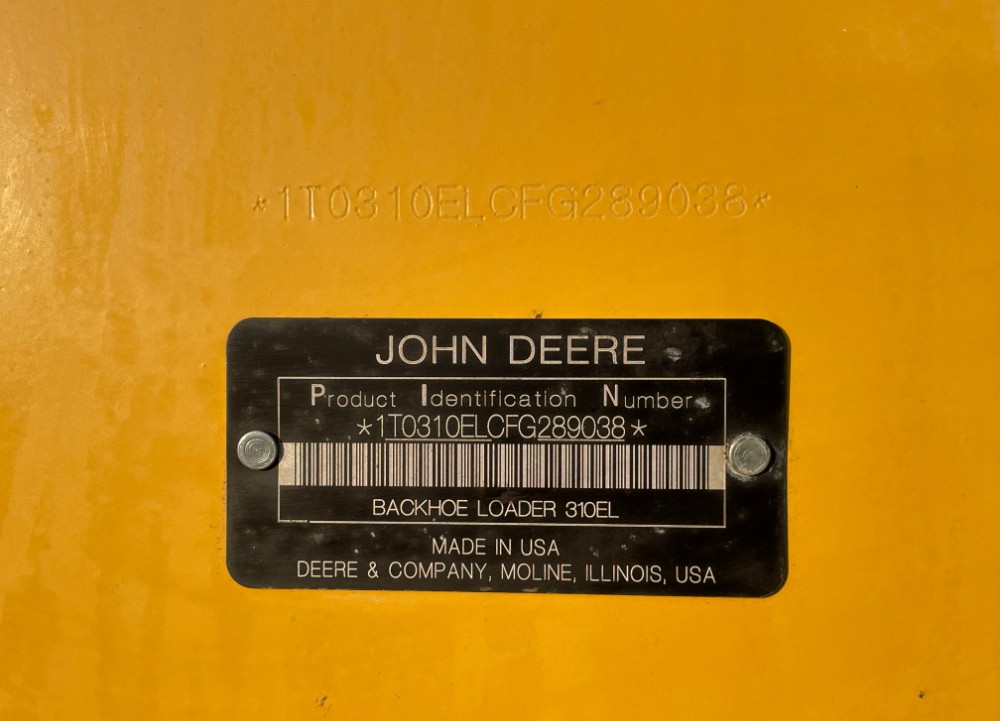 *1T0310ELCFG289038*
JOHN DEERE
Product Identification Number
*1T0310ELCFG289038*
BACKHOE LOADER 310EL
MADE IN USA
DEERE & COMPANY, MOLINE, ILLINOIS, USA